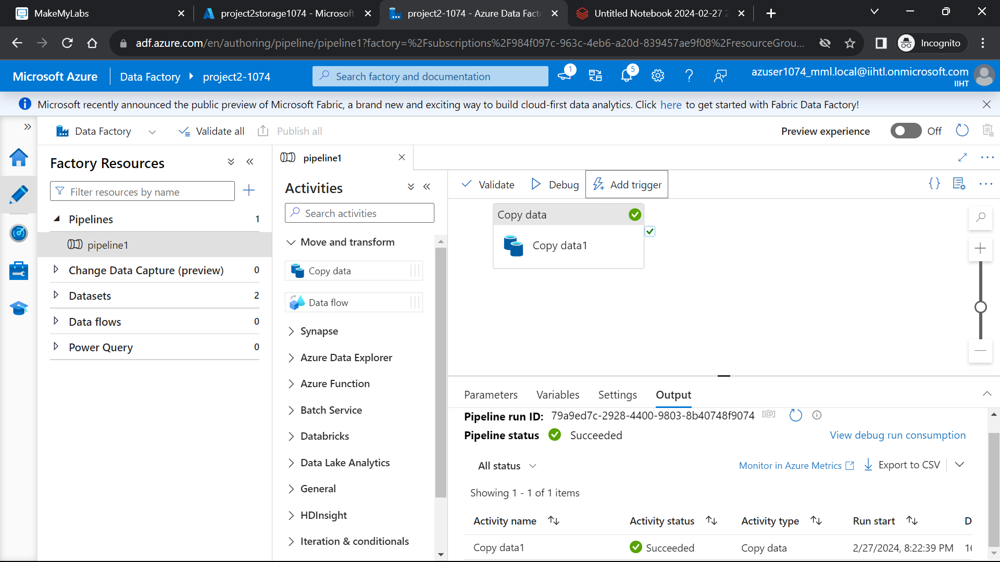 MakeMyLabs
project2storage1074 - Microsoft
project2-1074 - Azure Data Facto
Untitled Notebook 2024-02-27 2
adf.azure.com/en/authoring/pipeline/pipeline1?factory=%2Fsubscriptions%2F984f097c-963c-4eb6-a20d-839457ae9f08%2FresourceGrou...
Incognito
Microsoft Azure
Data Factory
project2-1074
Search factory and documentation
1
5
azuser1074_mml.local@iihtl.onmicrosoft.com
IIHT
Microsoft recently announced the public preview of Microsoft Fabric, a brand new and exciting way to build cloud-first data analytics. Click here to get started with Fabric Data Factory!
Data Factory
Validate all
Publish all
Preview experience
Off
Factory Resources
Filter resources by name
Pipelines 1
pipeline1
Change Data Capture (preview) 0
Datasets 2
Data flows 0
Power Query 0
pipeline1
Activities
Search activities
Move and transform
Copy data
Data flow
Synapse
Azure Data Explorer
Azure Function
Batch Service
Databricks
Data Lake Analytics
General
HDInsight
Iteration & conditionals
Validate
Debug
Add trigger
Copy data
Copy data1
Parameters
Variables
Settings
Output
Pipeline run ID: 79a9ed7c-2928-4400-9803-8b40748f9074 [@]
Pipeline status Succeeded
View debug run consumption
All status
Monitor in Azure Metrics
Export to CSV
Showing 1 - 1 of 1 items
Activity name Activity status Activity type Run start D
Copy data1 Succeeded Copy data 2/27/2024, 8:22:39 PM